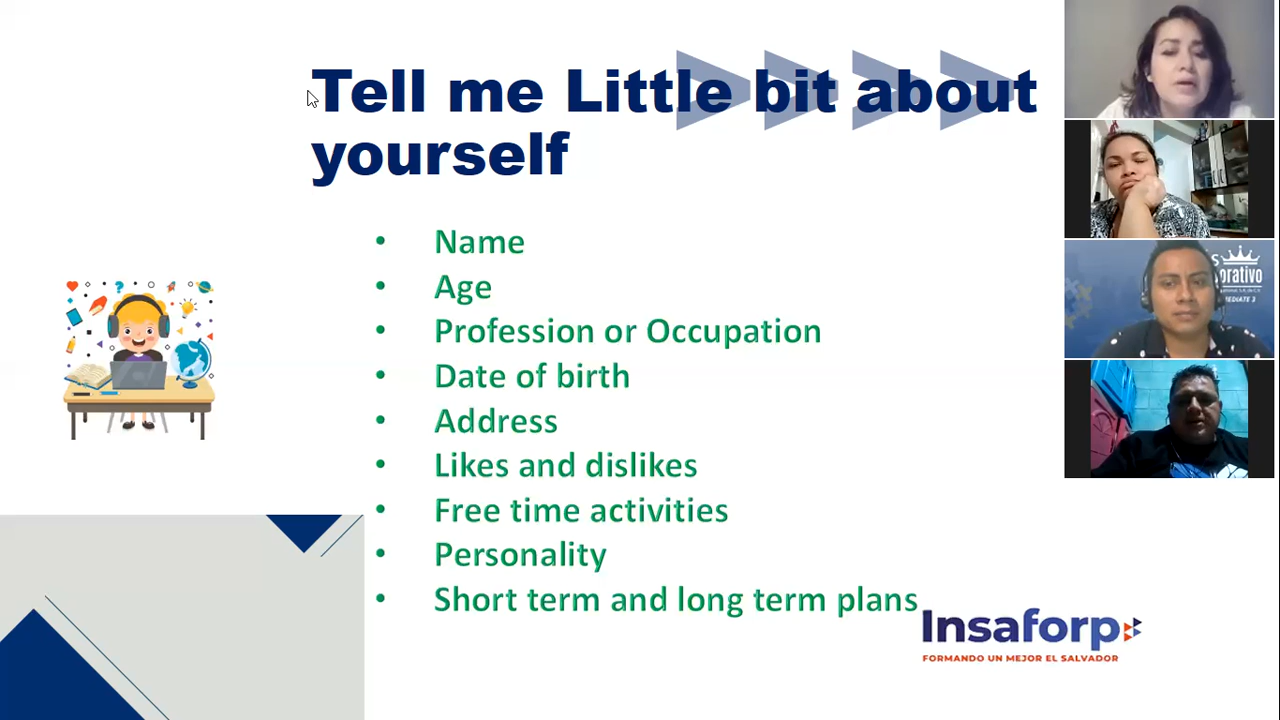 Tell me Little bit about
yourself
• Name
• Age
• Profession or Occupation
• Date of birth
• Address
• Likes and dislikes
• Free time activities
• Personality
• Short term and long term plans
Insaforp
FORMANDO UN MEJOR EL SALVADOR